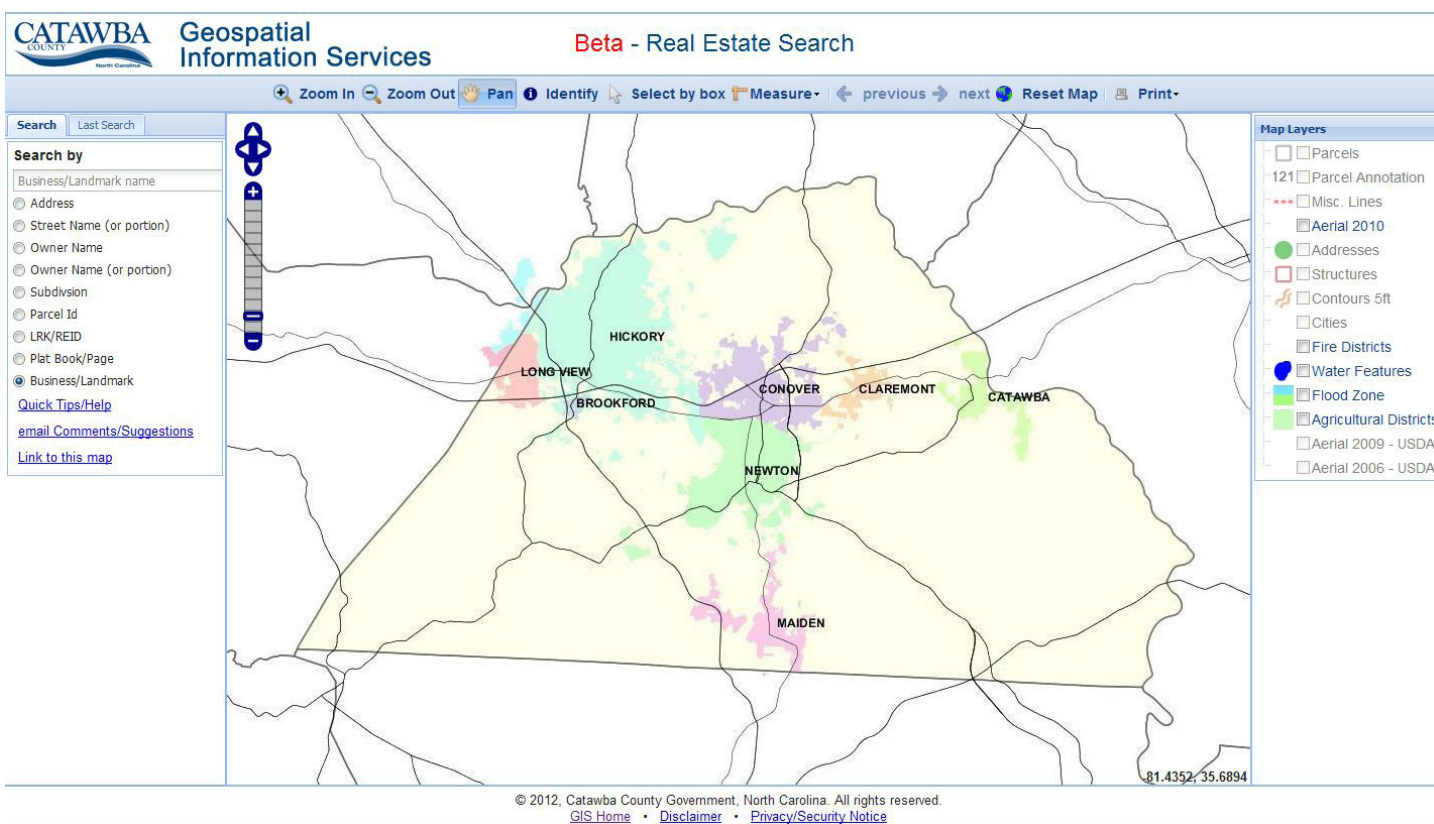 CATAWBA
COUNTY
North Carolina
Geospatial
Information Services
Beta - Real Estate Search
Zoom In Zoom Out Pan Identify Select by box Measure previous next Reset Map Print
Search Last Search
Search by
Business/Landmark name
Address
Street Name (or portion)
Owner Name
Owner Name (or portion)
Subdivsion
Parcel Id
LRK/REID
Plat Book/Page
Business/Landmark
Quick Tips/Help
email Comments/Suggestions
Link to this map
HICKORY
LONG VIEW
BROOKFORD
CONOVER
CLAREMONT
CATAWBA
NEWTON
MAIDEN
-81.4352, 35.6894
Map Layers
Parcels
121 Parcel Annotation
Misc. Lines
Aerial 2010
Addresses
Structures
Contours 5ft
Cities
Fire Districts
Water Features
Flood Zone
Agricultural Districts
Aerial 2009 - USDA
Aerial 2006 - USDA
© 2012, Catawba County Government, North Carolina. All rights reserved.
GIS Home • Disclaimer • Privacy/Security Notice